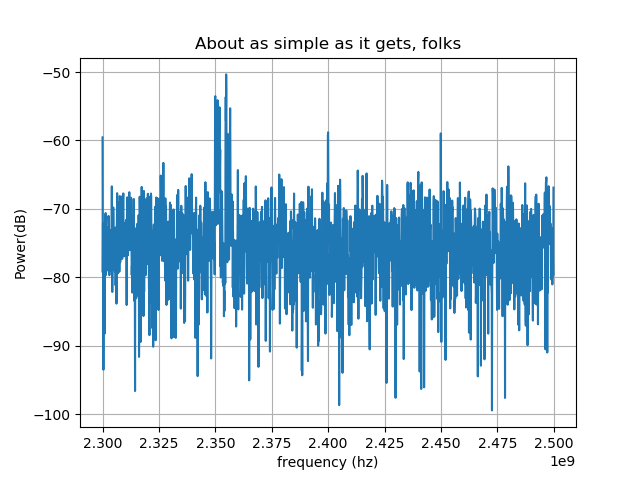 About as simple as it gets, folks
Power(dB)
−50
−60
−70
−80
−90
−100
2.300 2.325 2.350 2.375 2.400 2.425 2.450 2.475 2.500
frequency (hz)
1e9